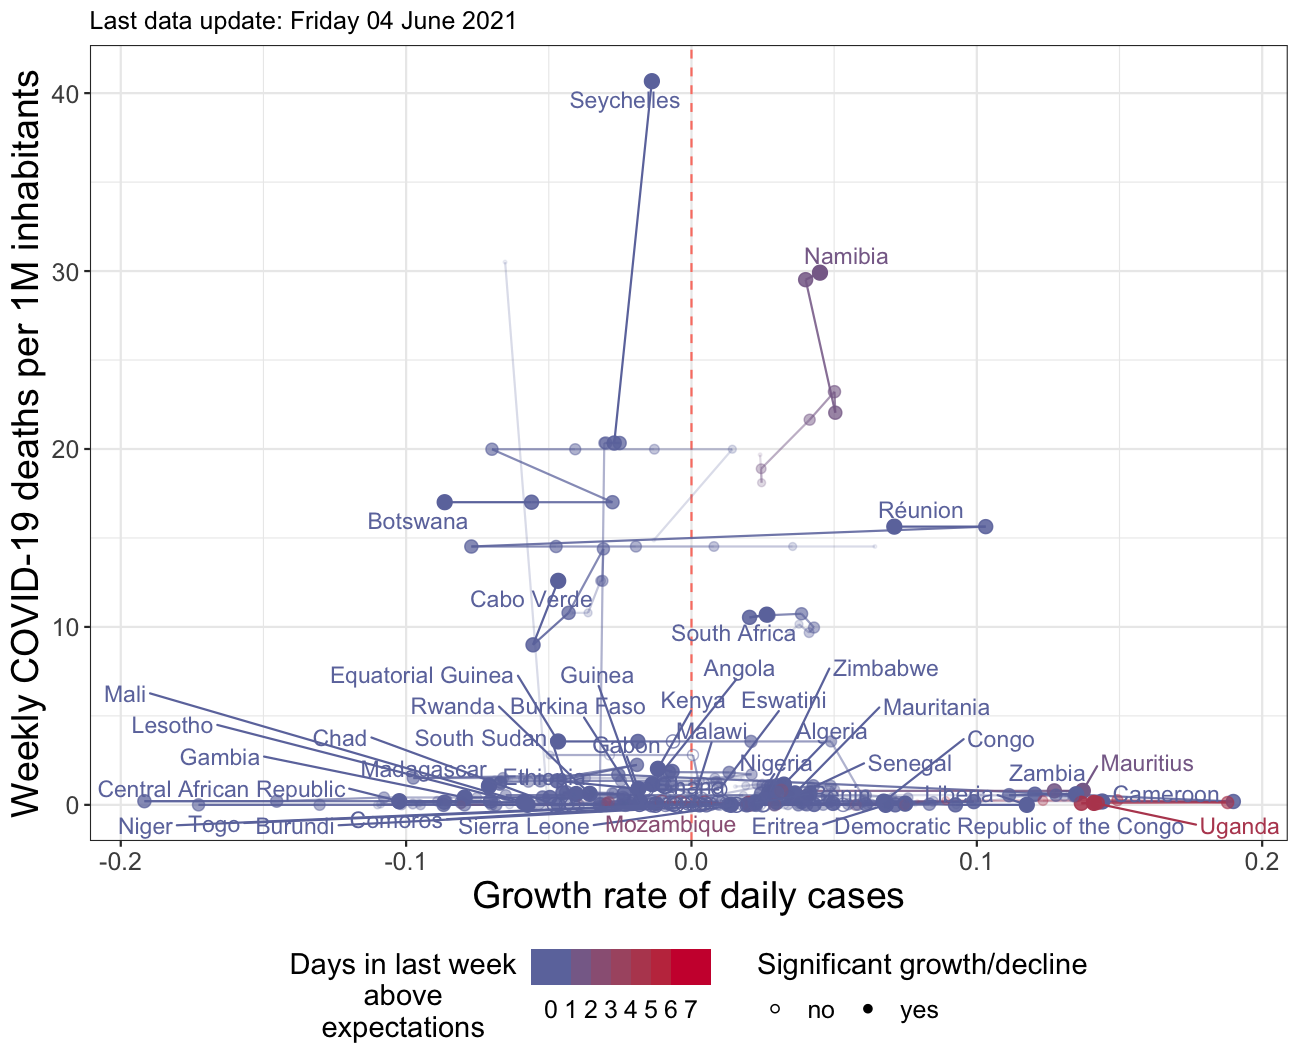 Last data update: Friday 04 June 2021
Weekly COVID-19 deaths per 1M inhabitants
40
30
20
10
0
Seychelles
Namibia
Botswana
Réunion
Cabo Verde
South Africa
Equatorial Guinea
Guinea
Angola
Zimbabwe
Mali
Rwanda
Burkina Faso
Kenya
Eswatini
Mauritania
Lesotho
Chad
South Sudan
Gabon
Malawi
Algeria
Congo
Gambia
Madagascar
Ethiopia
Nigeria
Senegal
Zambia
Mauritius
Central African Republic
Liberia
Cameroon
Niger
Togo
Burundi
Comoros
Sierra Leone
Mozambique
Eritrea
Democratic Republic of the Congo
Uganda
-0.2
-0.1
0.0
0.1
0.2
Growth rate of daily cases
Days in last week
above
expectations
0 1 2 3 4 5 6 7
Significant growth/decline
no
yes